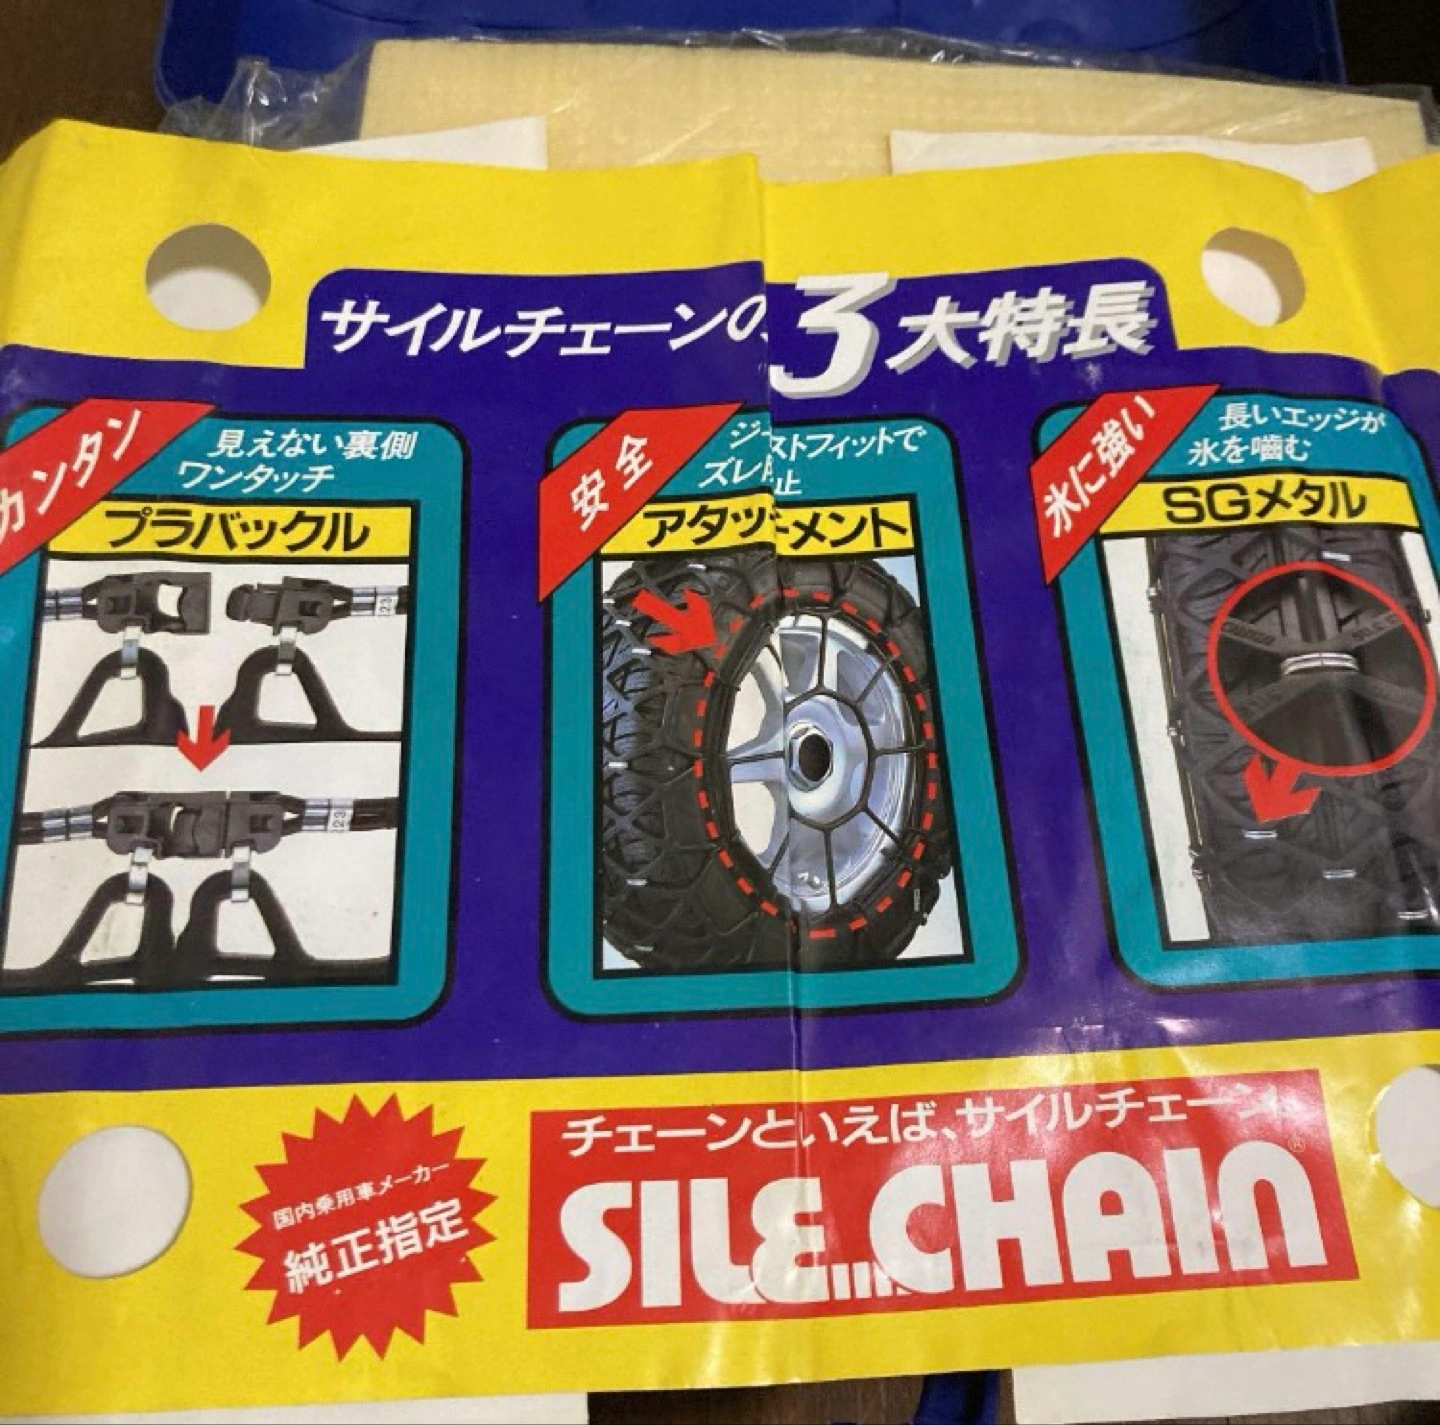 サイルチェーンの3大特長
カンタン
見えない裏側
ワンタッチ
プラバックル
123
123
安全
ジャストフィットで
ズレ防止
アタッチメント
氷に強い
長いエッジが
氷を噛む
SGメタル
国内乗用車メーカー
純正指定
チェーンといえば、サイルチェーン
SILE CHAIN®